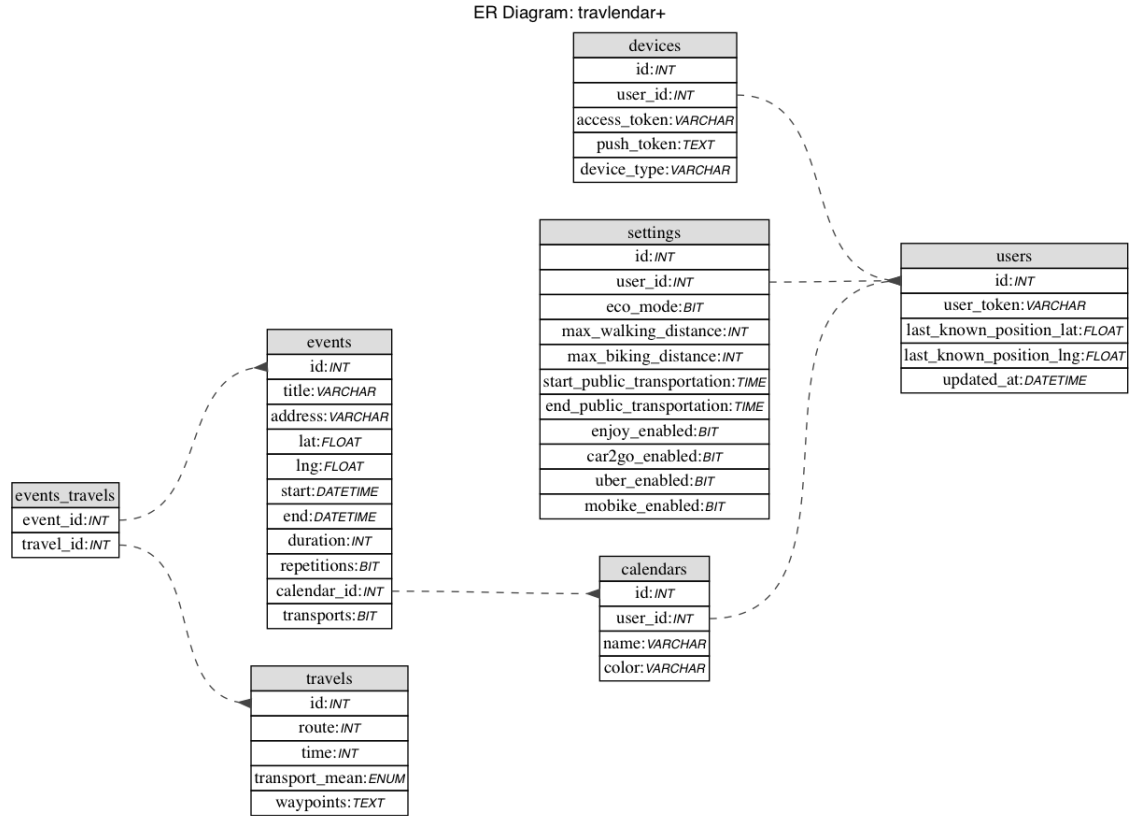 ER Diagram: travlendar+
devices
id:INT
user_id:INT
access_token:VARCHAR
push_token:TEXT
device_type:VARCHAR
settings
id:INT
user_id:INT
eco_mode:BIT
max_walking_distance:INT
max_biking_distance:INT
start_public_transportation:TIME
end_public_transportation:TIME
enjoy_enabled:BIT
car2go_enabled:BIT
uber_enabled:BIT
mobike_enabled:BIT
users
id:INT
user_token:VARCHAR
last_known_position_lat:FLOAT
last_known_position_lng:FLOAT
updated_at:DATETIME
events
id:INT
title:VARCHAR
address:VARCHAR
lat:FLOAT
lng:FLOAT
start:DATETIME
end:DATETIME
duration:INT
repetitions:BIT
calendar_id:INT
transports:BIT
events_travels
event_id:INT
travel_id:INT
calendars
id:INT
user_id:INT
name:VARCHAR
color:VARCHAR
travels
id:INT
route:INT
time:INT
transport_mean:ENUM
waypoints:TEXT